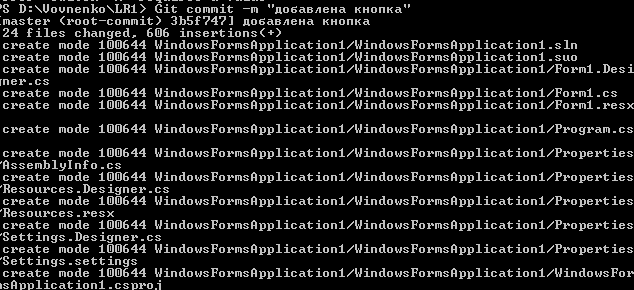 PS D:\Vovnenko\LR1> Git commit -m "добавлена кнопка"
[master (root-commit) 3b5f747] добавлена кнопка
24 files changed, 606 insertions(+)
create mode 100644 WindowsFormsApplication1/WindowsFormsApplication1.sln
create mode 100644 WindowsFormsApplication1/WindowsFormsApplication1.suo
create mode 100644 WindowsFormsApplication1/WindowsFormsApplication1/Form1.Desi
gner.cs
create mode 100644 WindowsFormsApplication1/WindowsFormsApplication1/Form1.cs
create mode 100644 WindowsFormsApplication1/WindowsFormsApplication1/Form1.resx
create mode 100644 WindowsFormsApplication1/WindowsFormsApplication1/Program.cs
create mode 100644 WindowsFormsApplication1/WindowsFormsApplication1/Properties
/AssemblyInfo.cs
create mode 100644 WindowsFormsApplication1/WindowsFormsApplication1/Properties
/Resources.Designer.cs
create mode 100644 WindowsFormsApplication1/WindowsFormsApplication1/Properties
/Resources.resx
create mode 100644 WindowsFormsApplication1/WindowsFormsApplication1/Properties
/Settings.Designer.cs
create mode 100644 WindowsFormsApplication1/WindowsFormsApplication1/Properties
/Settings.settings
create mode 100644 WindowsFormsApplication1/WindowsFormsApplication1/WindowsFor
msApplication1.csproj